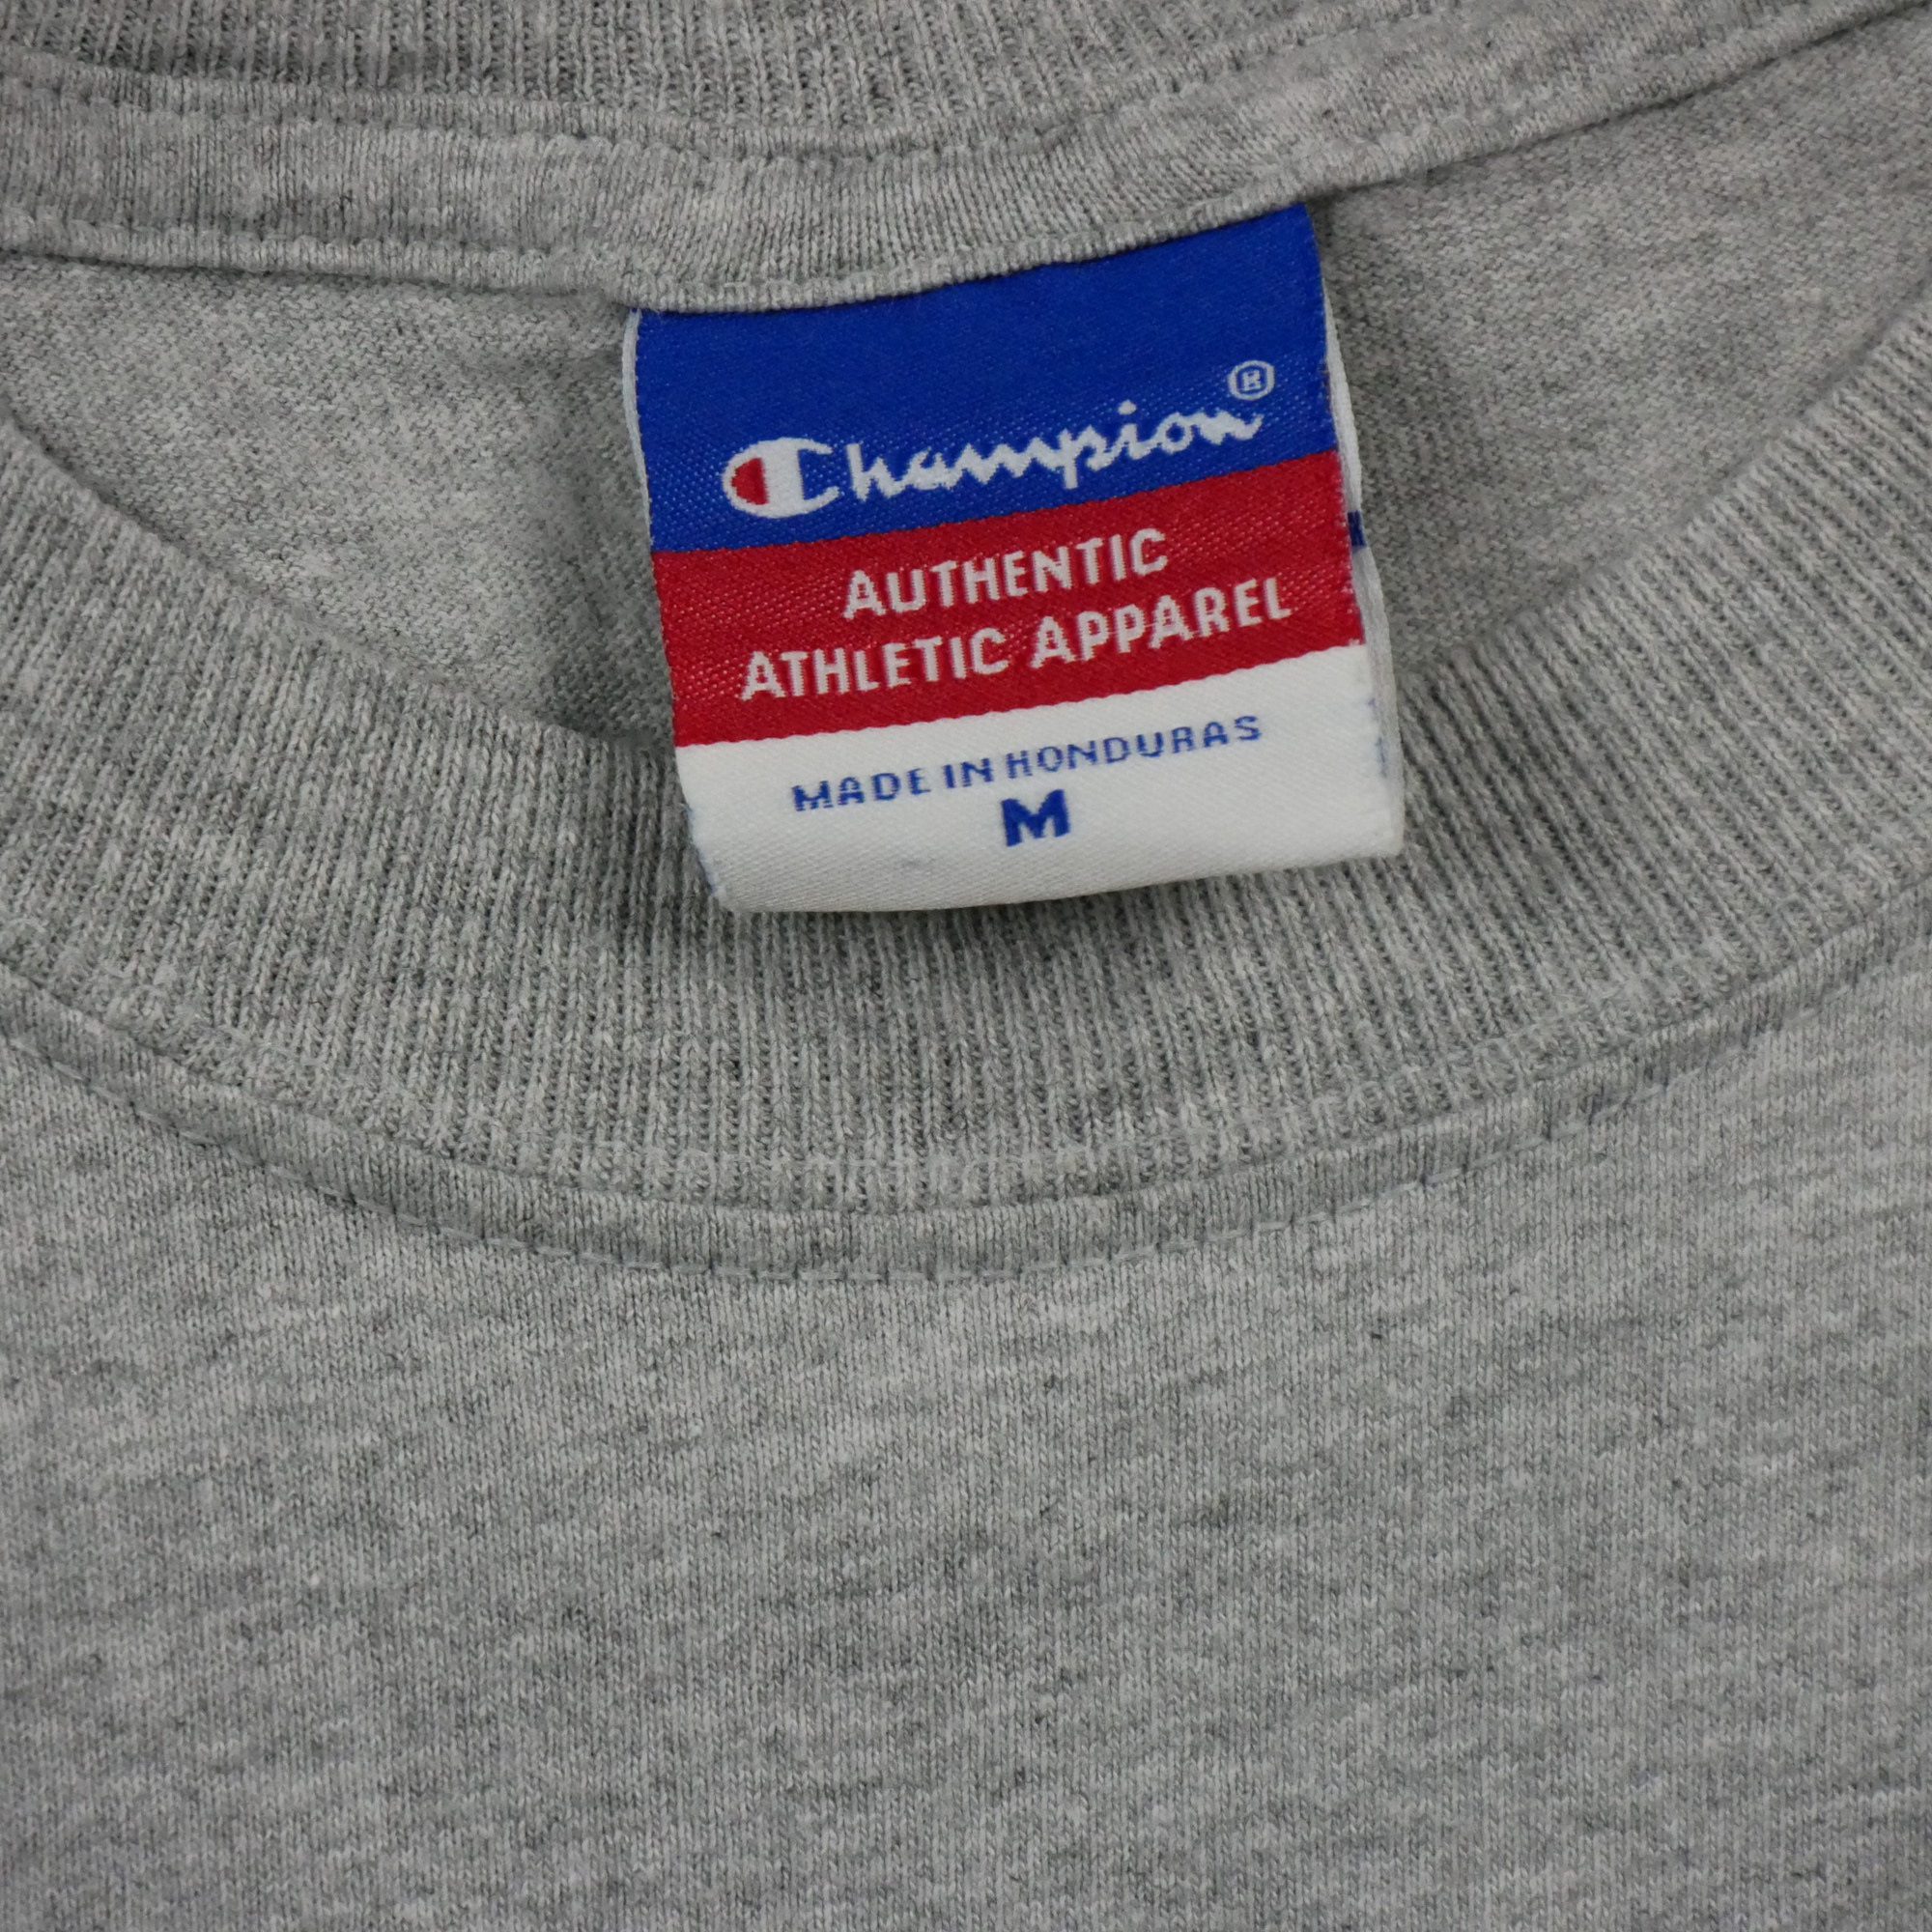 Champion®
AUTHENTIC
ATHLETIC APPAREL
MADE IN HONDURAS
M